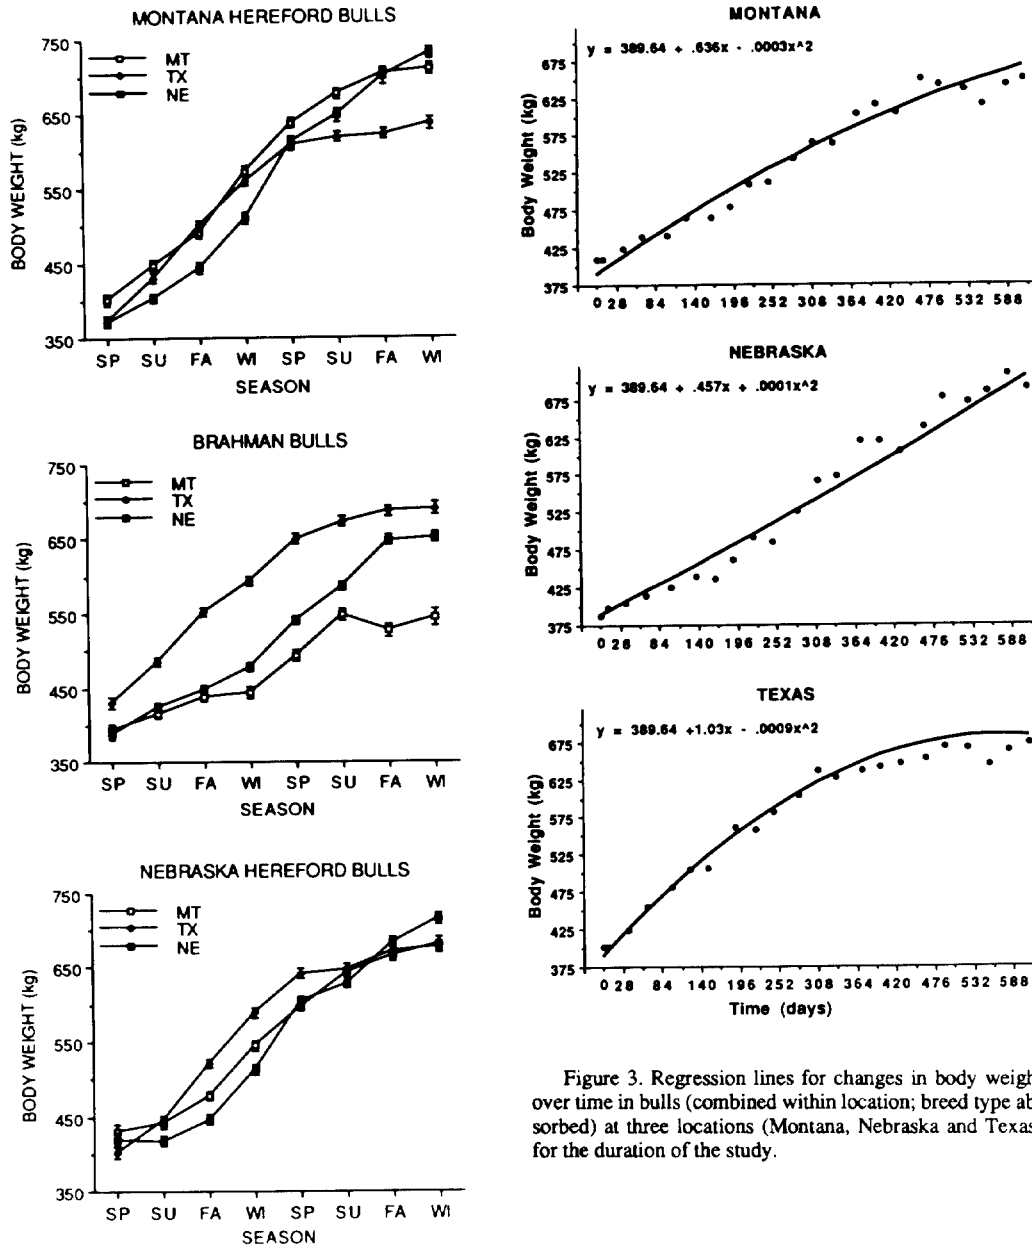 MONTANA HEREFORD BULLS
750
650
550
450
350
BODY WEIGHT (kg)
MT
TX
NE
SP SU FA WI SP SU FA WI
SEASON
BRAHMAN BULLS
750
650
550
450
350
BODY WEIGHT (kg)
MT
TX
NE
SP SU FA WI SP SU FA WI
SEASON
NEBRASKA HEREFORD BULLS
750
650
550
450
350
BODY WEIGHT (kg)
MT
TX
NE
SP SU FA WI SP SU FA WI
SEASON
MONTANA
y = 389.64 + .636x - .0003x^2
675
625
575
525
475
425
375
Body Weight (kg)
0 28 84 140 196 252 308 364 420 476 532 588
NEBRASKA
y = 389.64 + .457x + .0001x^2
675
625
575
525
475
425
375
Body Weight (kg)
0 28 84 140 196 252 308 364 420 476 532 588
TEXAS
y = 389.64 +1.03x - .0009x^2
675
625
575
525
475
425
375
Body Weight (kg)
0 28 84 140 196 252 308 364 420 476 532 588
Time (days)
Figure 3. Regression lines for changes in body weigh
over time in bulls (combined within location; breed type ab
sorbed) at three locations (Montana, Nebraska and Texas
for the duration of the study.